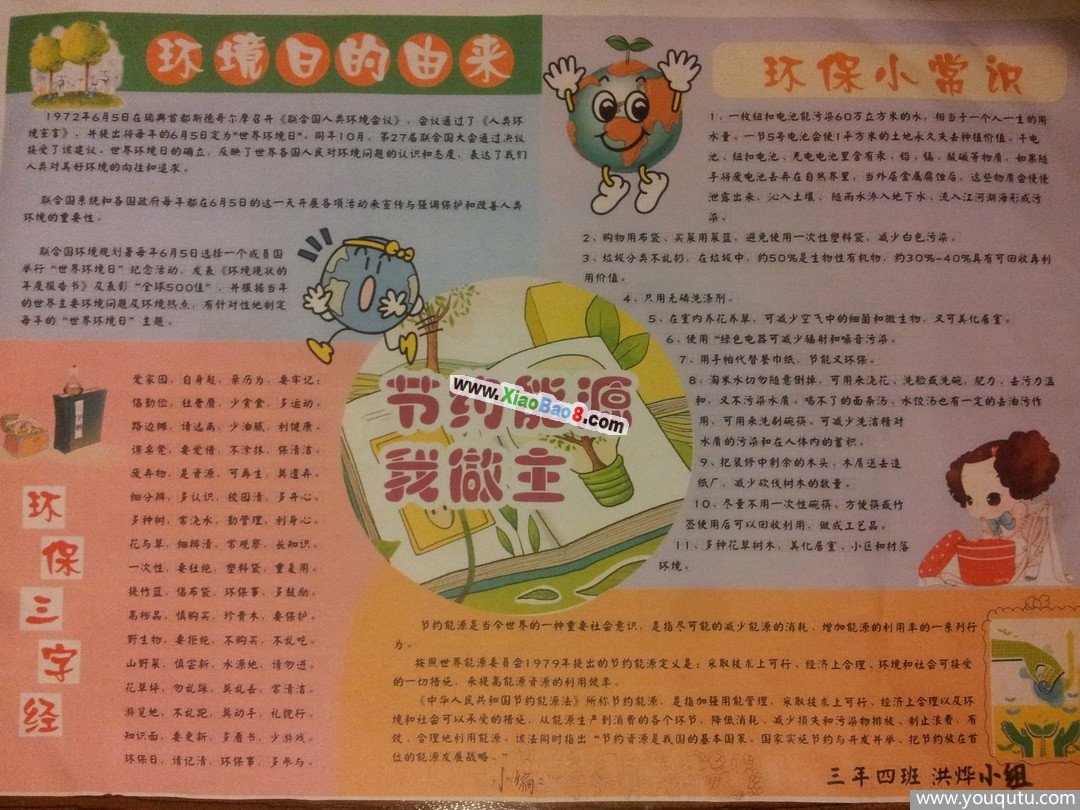 环境日的由来
1972年6月5日在瑞典首都斯德哥尔摩召开《联合国人类环境会议》,会议通过了《人类环
境宣言》,并提出将每年的6月5日定为"世界环境日"。同年10月,第27届联合国大会通过决议
接受了该建议。世界环境日的确立,反映了世界各国人民对环境问题的认识和态度,表达了我们
人类对美好环境的向往和追求。
联合国系统和各国政府每年都在6月5日的这一天开展各项活动来宣传与强调保护和改善人类
环境的重要性。
联合国环境规划署每年6月5日选择一个成员国
举行"世界环境日"纪念活动,发表《环境现状的
年度报告书》及表彰"全球500佳",并根据当年
的世界主要环境问题及环境热点,有针对性地制定
每年的"世界环境日"主题。
环保小常识
1、一枚纽扣电池能污染60万立方米的水,相当于一个人一生的用
水量。一节5号电池会使1平方米的土地永久失去种植价值。干电
池、纽扣电池、充电电池里含有汞、铅、镉、酸碱等物质,如果随
手将废电池丢弃在自然界里,当外层金属腐蚀后,这些物质会慢慢
泄露出来,沁入土壤、随雨水渗入地下水、流入江河湖海形成污
染。
2、购物用布袋、买菜用菜篮,避免使用一次性塑料袋,减少白色污染。
3、垃圾分类不乱扔,在垃圾中,约50%是生物性有机物,约30%-40%具有可回收再利
用价值。
4、只用无磷洗涤剂。
5、在室内养花养草,可减少空气中的细菌和微生物,又可美化居室。
6、使用"绿色电器可减少辐射和噪音污染。
7、用手帕代替餐巾纸,节能又环保。
8、淘米水切勿随意倒掉,可用来浇花、洗脸或洗碗,肥力、去污力温
和,又不污染水质。喝不了的面条汤、水饺汤也有一定的去油污作
用,可用来洗刷碗筷。可减少洗洁精对
水质的污染和在人体内的蓄积。
9、把装修中剩余的木头、木屑送去造
纸厂,减少砍伐树木的数量。
10、尽量不用一次性碗筷。方便筷或竹
签使用后可以回收利用,做成工艺品。
11、多种花草树木,美化居室、小区和村落
环境。
节约能源
我做主
www.XiaoBao8.com
环保三字经
爱家园,自身起,亲历为,要牢记;
倡勤俭,杜奢靡,少食食,多运动。
路边摊,请远离,少油腻,利健康。
课桌凳,要爱惜,不涂抹,保清洁。
废弃物,是资源,可再生,莫遗弃。
细分辨,多认识,校园清,多开心。
多种树,常浇水,勤管理,利身心。
花与草,细辨清,常观察,长知识。
一次性,要杜绝,塑料袋,重复用。
提竹篮,倡布袋,环保事,多鼓励。
高档品,慎购买,珍贵木,要保护。
野生物,要拒绝,不购买,不乱吃。
山野菜,慎尝新,水源地,请勿进。
花草坪,勿乱踩,莫乱丢,常清洁。
游览地,不乱跑,莫动手,礼貌行。
知识面,要更新,多看书,少游戏。
环保日,请记清,环保事,多参与。
节约能源是当今世界的一种重要社会意识,是指尽可能的减少能源的消耗、增加能源的利用率的一系列行
为。
按照世界能源委员会1979年提出的节约能源定义是:采取技术上可行、经济上合理、环境和社会可接受
的一切措施,来提高能源资源的利用效率。
《中华人民共和国节约能源法》所称节约能源,是指加强用能管理,采取技术上可行、经济上合理以及环
境和社会可以承受的措施,从能源生产到消费的各个环节,降低消耗、减少损失和污染物排放、制止浪费,有
效、合理地利用能源。该法同时指出"节约资源是我国的基本国策。国家实施节约与开发并举、把节约放在首
位的能源发展战略。"
小编:
三年四班 洪烨小组
www.youqutu.com